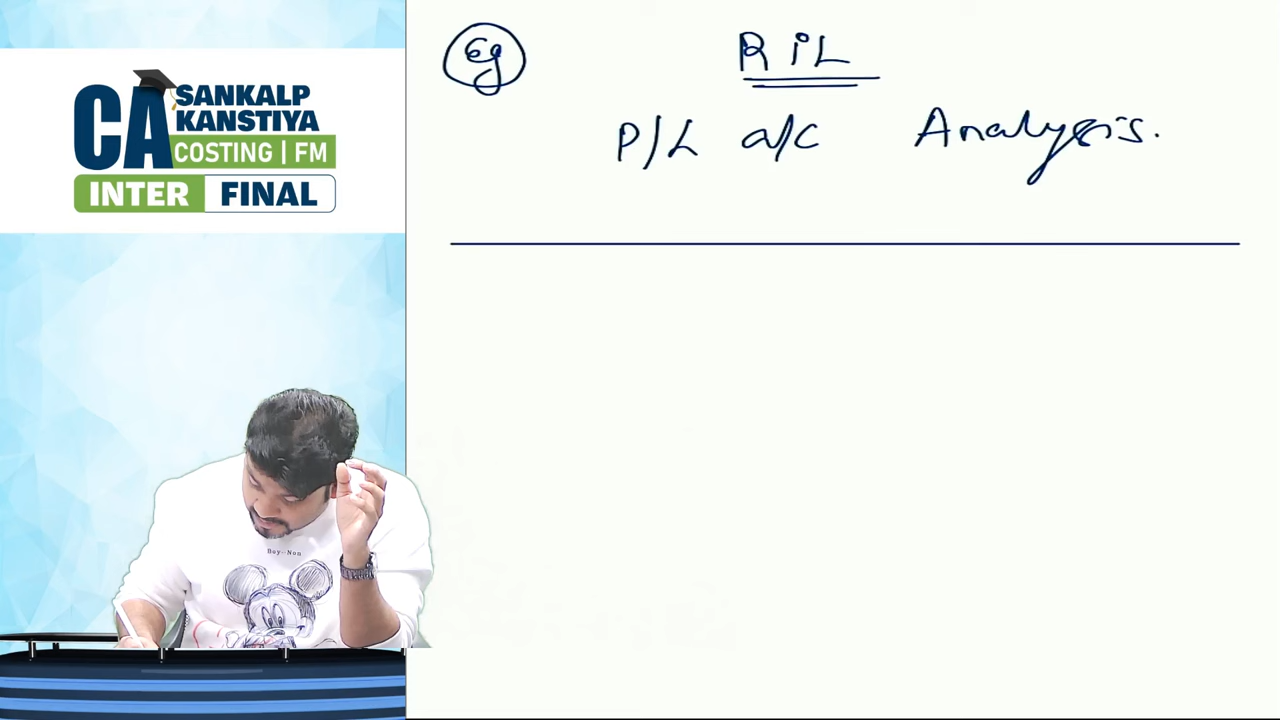 CA SANKALP
KANSTIYA
COSTING | FM
INTER FINAL
Eg RIL
P/L a/c Analysis.
Boy--Non